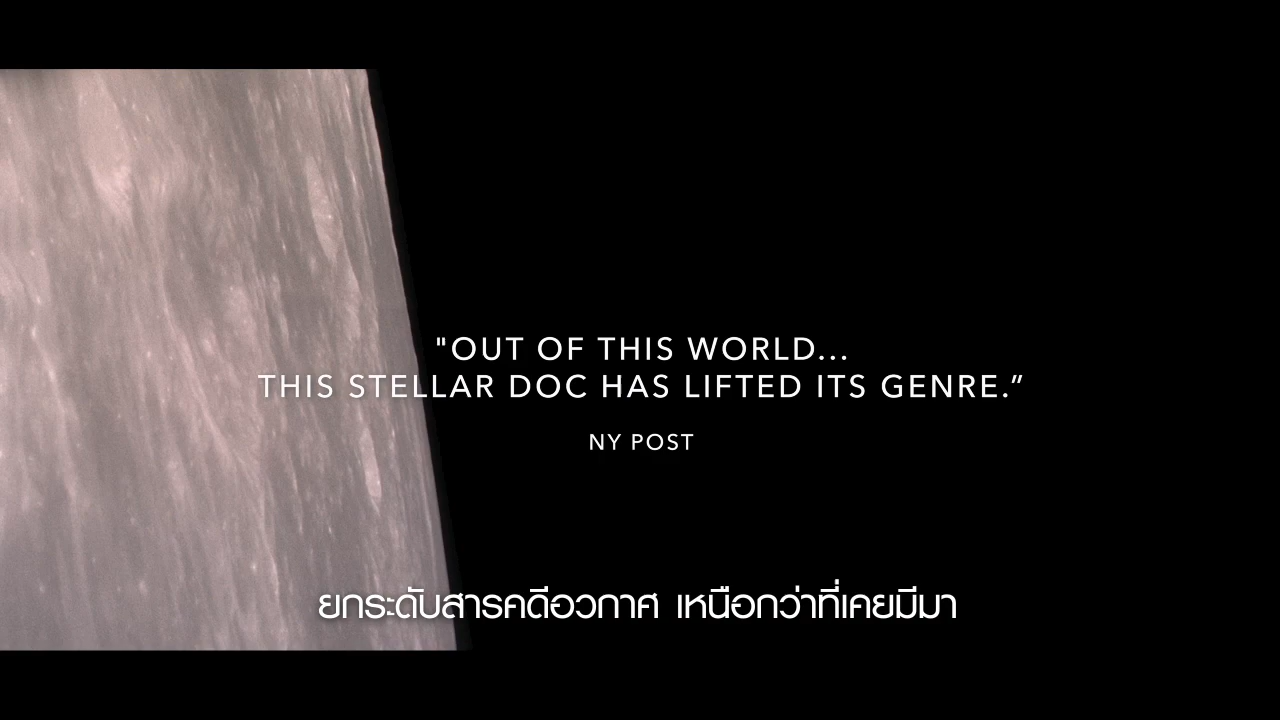 "OUT OF THIS WORLD...
THIS STELLAR DOC HAS LIFTED ITS GENRE.”
NY POST
ยกระดับสารคดีอวกาศ เหนือกว่าที่เคยมีมา